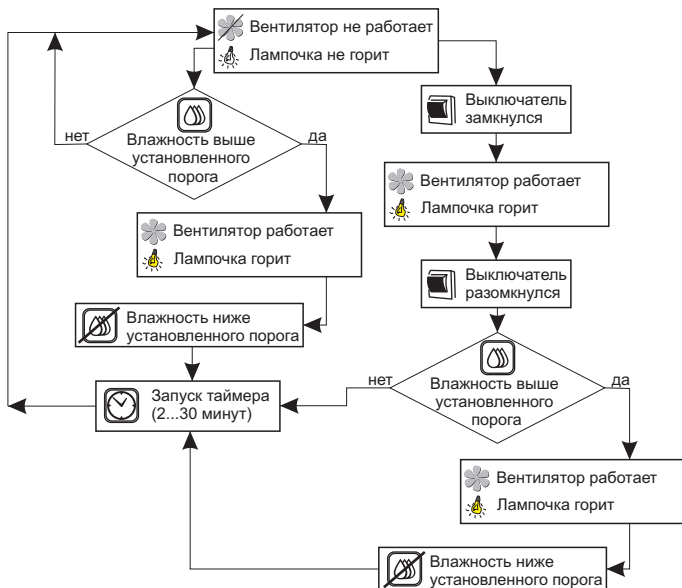 Вентилятор не работает
Лампочка не горит
нет
Влажность выше
установленного
порога
да
Выключатель
замкнулся
Вентилятор работает
Лампочка горит
Вентилятор работает
Лампочка горит
Выключатель
разомкнулся
Влажность ниже
установленного порога
Запуск таймера
(2...30 минут)
нет
Влажность выше
установленного
порога
да
Вентилятор работает
Лампочка горит
Влажность ниже
установленного порога